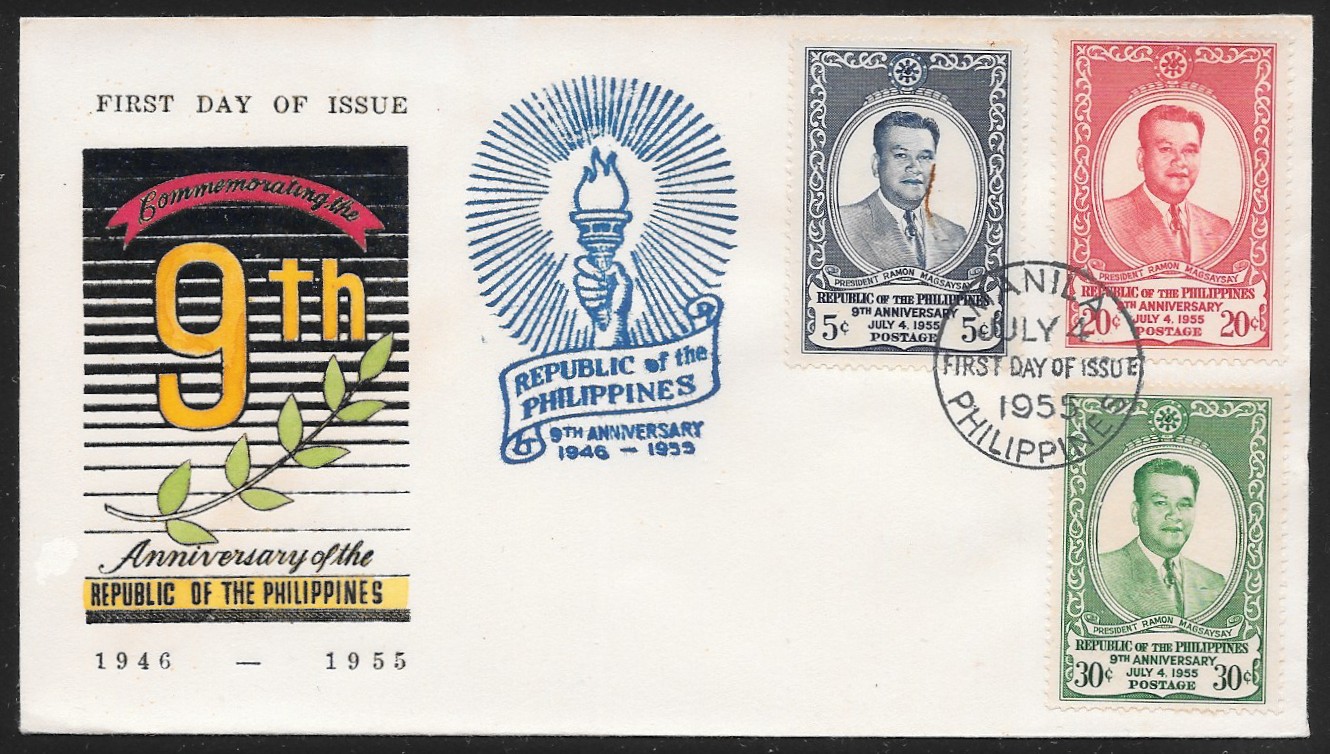 FIRST DAY OF ISSUE
Commemorating the
9th
Anniversary of the
REPUBLIC OF THE PHILIPPINES
1946 — 1955
REPUBLIC of the
PHILIPPINES
9TH ANNIVERSARY
1946 — 1955
PRESIDENT RAMON MAGSAYSAY
REPUBLIC OF THE PHILIPPINES
9TH ANNIVERSARY
JULY 4, 1955
5¢ POSTAGE 5¢
PRESIDENT RAMON MAGSAYSAY
REPUBLIC OF THE PHILIPPINES
9TH ANNIVERSARY
JULY 4, 1955
20¢ POSTAGE 20¢
MANILA
JULY 4
FIRST DAY OF ISSUE
1955
PHILIPPINES
PRESIDENT RAMON MAGSAYSAY
REPUBLIC OF THE PHILIPPINES
9TH ANNIVERSARY
JULY 4, 1955
30¢ POSTAGE 30¢